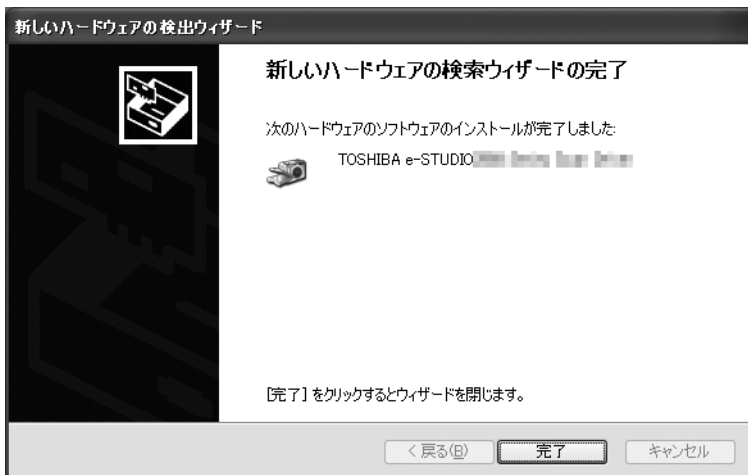 新しいハードウェアの検出ウィザード
新しいハードウェアの検索ウィザードの完了
次のハードウェアのソフトウェアのインストールが完了しました:
TOSHIBA e-STUDIO
[完了] をクリックするとウィザードを閉じます。
< 戻る(B)
完了
キャンセル